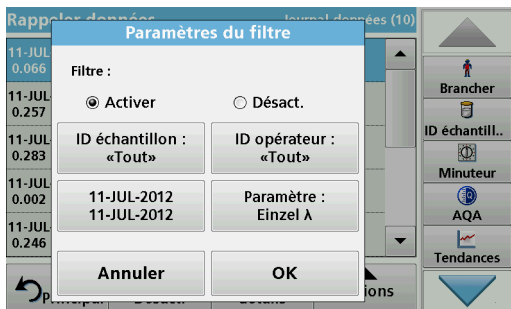 Rappeler données
Journal données (10)
Paramètres du filtre
11-JUL
0.066
11-JUL
0.257
11-JUL
0.283
11-JUL
0.002
11-JUL
0.246
Filtre :
Activer
Désact.
ID échantillon :
«Tout»
ID opérateur :
«Tout»
11-JUL-2012
11-JUL-2012
Paramètre :
Einzel λ
Annuler
OK
Brancher
ID échantill..
Minuteur
AQA
Tendances